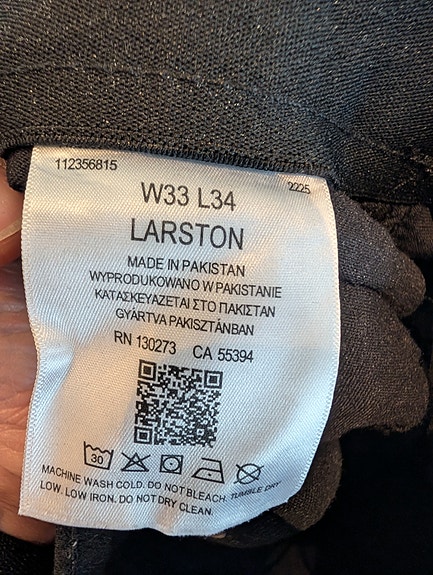 112356815
2225
W33 L34
LARSTON
MADE IN PAKISTAN
WYPRODUKOWANO W PAKISTANIE
ΚΑΤΑΣΚΕΥΑΖΕΤΑΙ ΣΤΟ ΠΑΚΙΣΤΑΝ
GYÁRTVA PAKISZTÁNBAN
RN 130273 CA 55394
30
MACHINE WASH COLD. DO NOT BLEACH. TUMBLE DRY
LOW. LOW IRON. DO NOT DRY CLEAN.